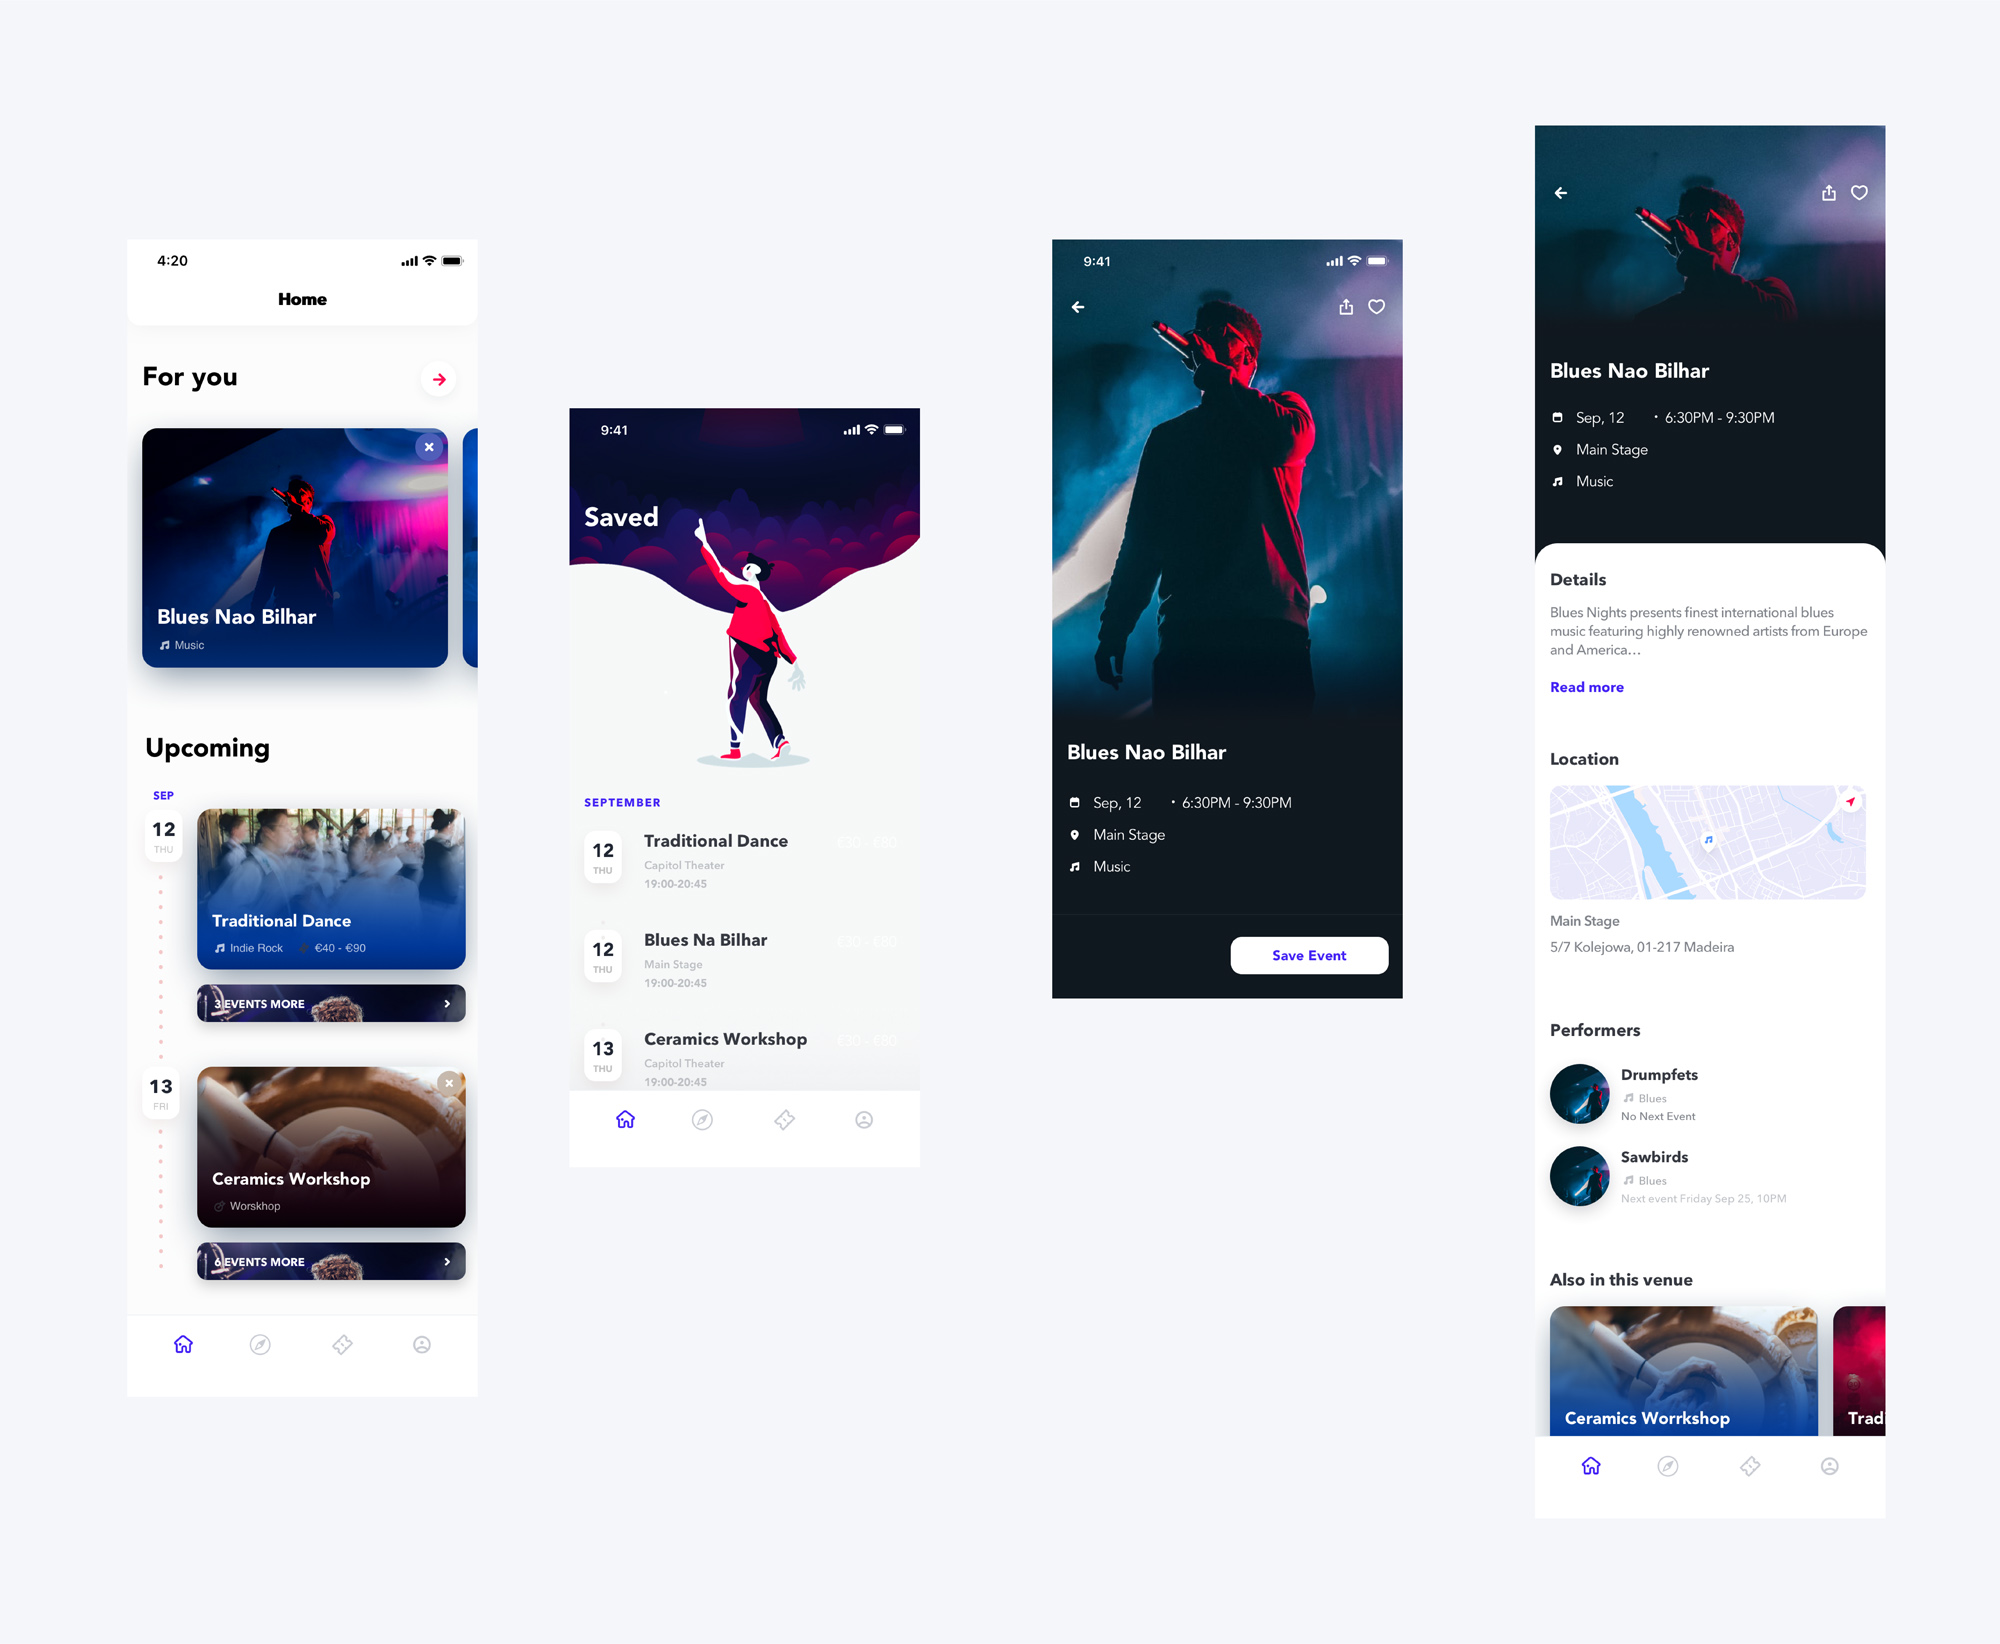 4:20
Home
For you
Blues Nao Bilhar
Music
Upcoming
SEP
12
THU
Traditional Dance
Indie Rock €40 - €90
3 EVENTS MORE
13
FRI
Ceramics Workshop
Worskhop
6 EVENTS MORE
9:41
Saved
SEPTEMBER
12
THU
Traditional Dance
€30 - €80
Capitol Theater
19:00-20:45
12
THU
Blues Na Bilhar
€30 - €80
Main Stage
19:00-20:45
13
THU
Ceramics Workshop
€30 - €80
Capitol Theater
19:00-20:45
9:41
Blues Nao Bilhar
Sep, 12 • 6:30PM - 9:30PM
Main Stage
Music
Save Event
Blues Nao Bilhar
Sep, 12 • 6:30PM - 9:30PM
Main Stage
Music
Details
Blues Nights presents finest international blues
music featuring highly renowned artists from Europe
and America...
Read more
Location
Main Stage
5/7 Kolejowa, 01-217 Madeira
Performers
Drumpfets
Blues
No Next Event
Sawbirds
Blues
Next event Friday Sep 25, 10PM
Also in this venue
Ceramics Worrkshop
Tradi